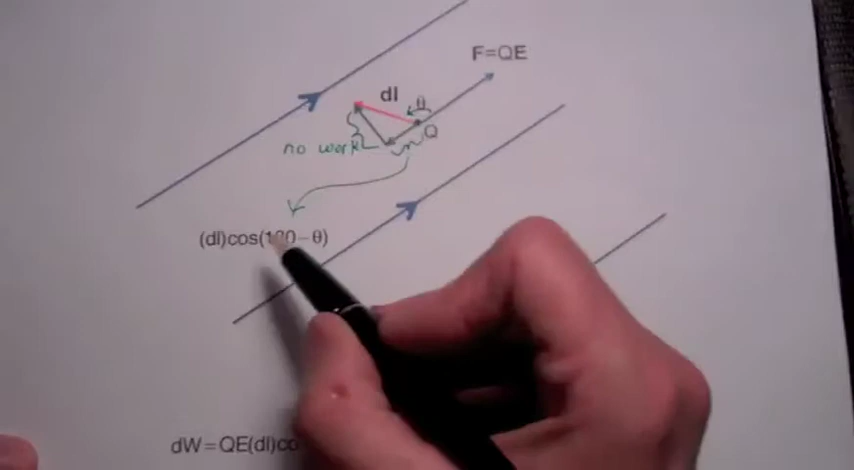 F=QE
dl
θ
Q
no work
(dl)cos(180−θ)
dW=QE(dl)co